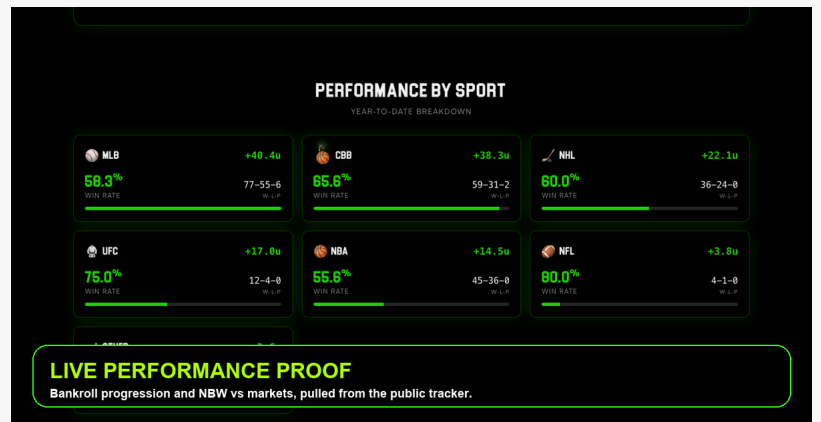 PERFORMANCE BY SPORT
YEAR-TO-DATE BREAKDOWN
MLB +40.4u
58.3% 77-55-6
WIN RATE W-L-P
CBB +38.3u
65.6% 59-31-2
WIN RATE W-L-P
NHL +22.1u
60.0% 36-24-0
WIN RATE W-L-P
UFC +17.0u
75.0% 12-4-0
WIN RATE W-L-P
NBA +14.5u
55.6% 45-36-0
WIN RATE W-L-P
NFL +3.8u
80.0% 4-1-0
WIN RATE W-L-P
LIVE PERFORMANCE PROOF
Bankroll progression and NBW vs markets, pulled from the public tracker.